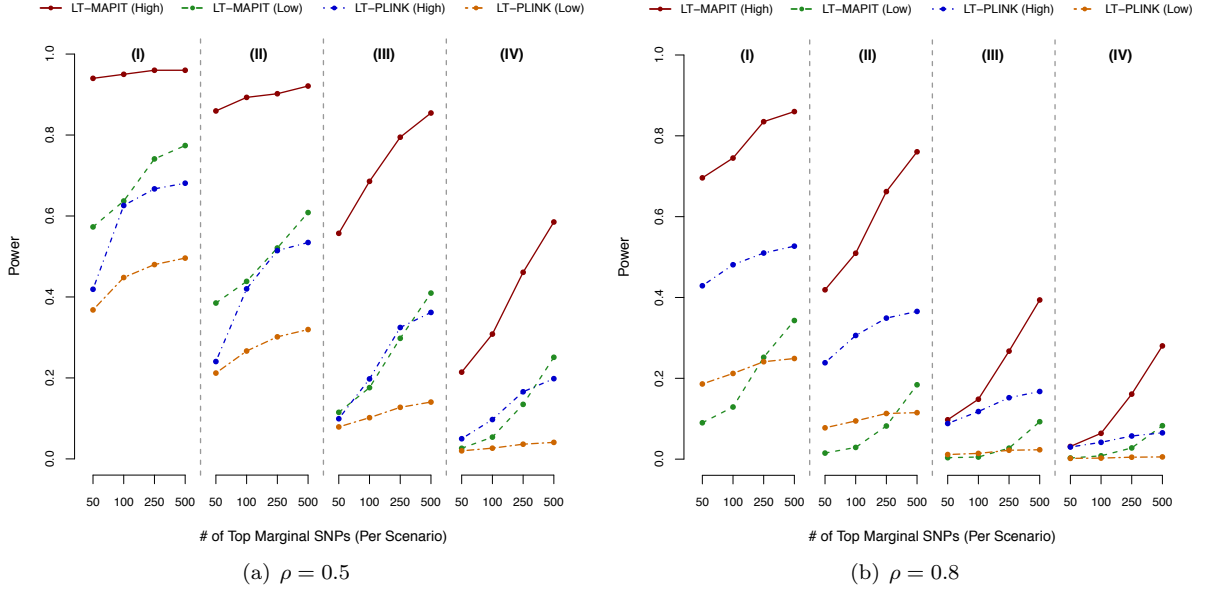 LT−MAPIT (High) LT−MAPIT (Low) LT−PLINK (High) LT−PLINK (Low)
(I) (II) (III) (IV)
1.0
0.8
0.6
0.4
0.2
0.0
Power
50 100 250 500 50 100 250 500 50 100 250 500 50 100 250 500
# of Top Marginal SNPs (Per Scenario)
(a) ρ = 0.5
LT−MAPIT (High) LT−MAPIT (Low) LT−PLINK (High) LT−PLINK (Low)
(I) (II) (III) (IV)
1.0
0.8
0.6
0.4
0.2
0.0
Power
50 100 250 500 50 100 250 500 50 100 250 500 50 100 250 500
# of Top Marginal SNPs (Per Scenario)
(b) ρ = 0.8